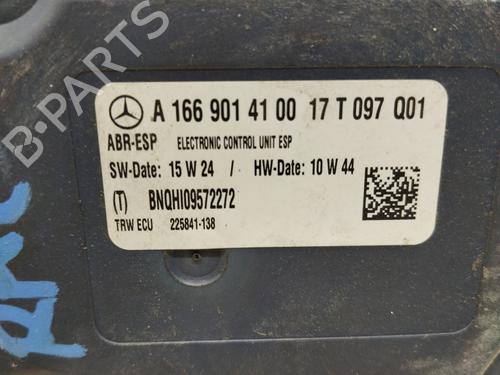 B-PARTS
A 166 901 41 00 17 T 097 Q01
ABR-ESP ELECTRONIC CONTROL UNIT ESP
SW-Date: 15 W 24 / HW-Date: 10 W 44
(T) BNQHI09572272
TRW ECU 225841-138